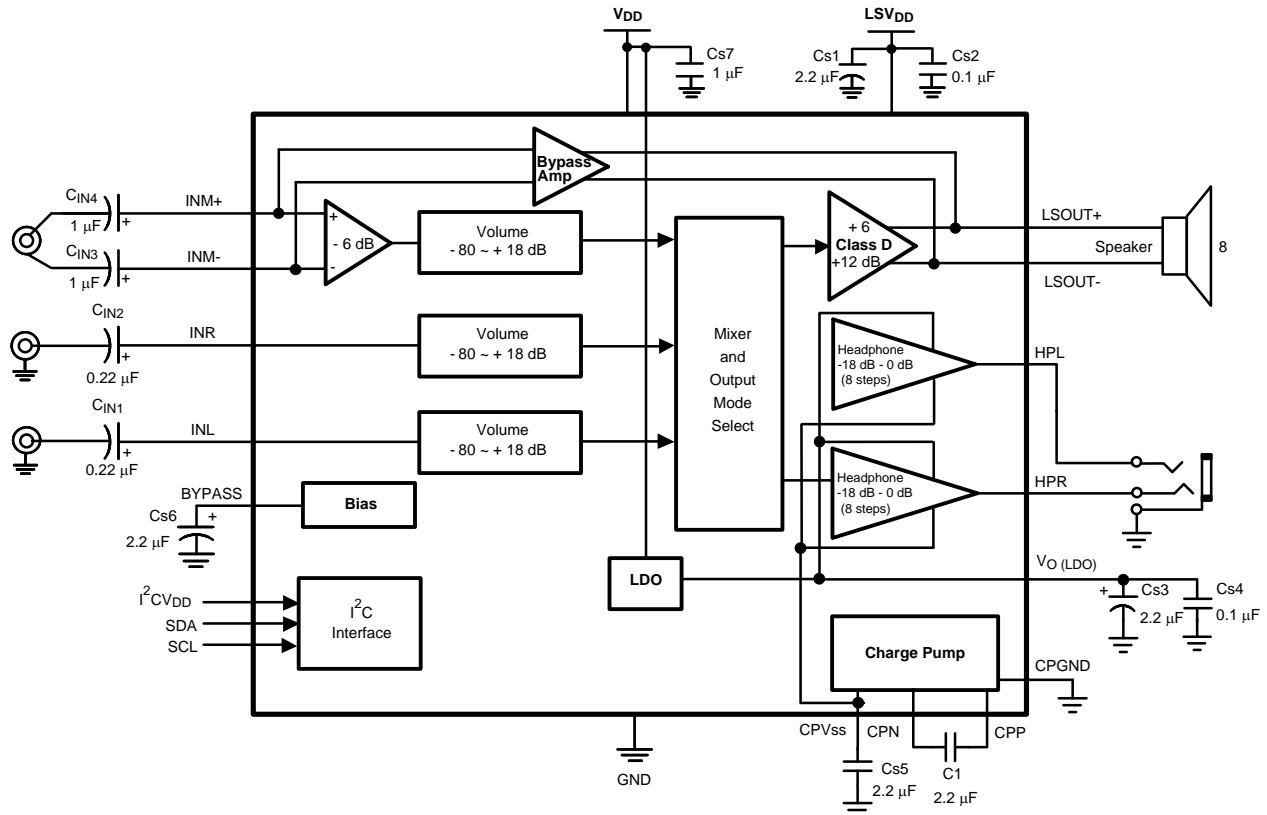 VDD
LSVDD
Cs7
1 μF
Cs1
2.2 μF
Cs2
0.1 μF
Bypass
Amp
CIN4
1 μF
INM+
CIN3
1 μF
INM-
+
- 6 dB
-
Volume
- 80 ~ + 18 dB
+ 6
Class D
+12 dB
LSOUT+
Speaker
LSOUT-
8
CIN2
0.22 μF
INR
Volume
- 80 ~ + 18 dB
Mixer
and
Output
Mode
Select
Headphone
-18 dB - 0 dB
(8 steps)
HPL
CIN1
0.22 μF
INL
Volume
- 80 ~ + 18 dB
Headphone
-18 dB - 0 dB
(8 steps)
HPR
BYPASS
Cs6
+
2.2 μF
Bias
LDO
VO (LDO)
+
Cs3
2.2 μF
Cs4
0.1 μF
I²CVDD
SDA
SCL
I²C
Interface
Charge Pump
CPGND
CPVss
CPN
CPP
Cs5
2.2 μF
C1
2.2 μF
GND
+
+
+
+